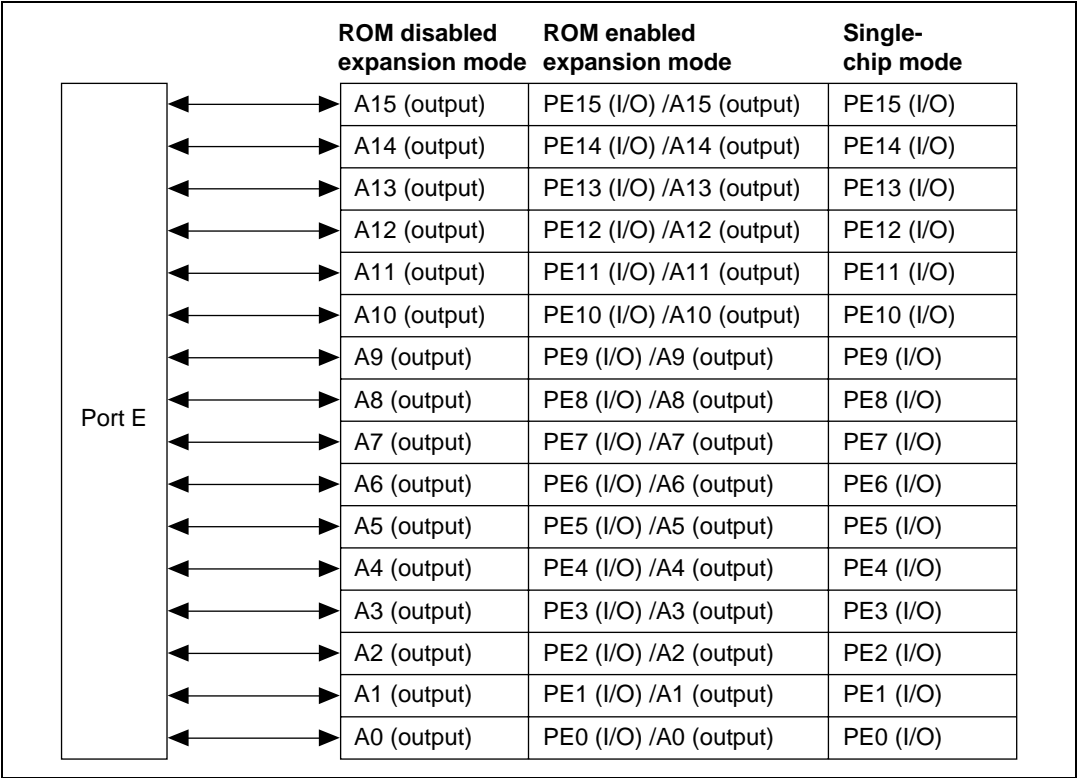 ROM disabled expansion mode ROM enabled expansion mode Single-chip mode
A15 (output) PE15 (I/O) /A15 (output) PE15 (I/O)
A14 (output) PE14 (I/O) /A14 (output) PE14 (I/O)
A13 (output) PE13 (I/O) /A13 (output) PE13 (I/O)
A12 (output) PE12 (I/O) /A12 (output) PE12 (I/O)
A11 (output) PE11 (I/O) /A11 (output) PE11 (I/O)
A10 (output) PE10 (I/O) /A10 (output) PE10 (I/O)
A9 (output) PE9 (I/O) /A9 (output) PE9 (I/O)
A8 (output) PE8 (I/O) /A8 (output) PE8 (I/O)
Port E
A7 (output) PE7 (I/O) /A7 (output) PE7 (I/O)
A6 (output) PE6 (I/O) /A6 (output) PE6 (I/O)
A5 (output) PE5 (I/O) /A5 (output) PE5 (I/O)
A4 (output) PE4 (I/O) /A4 (output) PE4 (I/O)
A3 (output) PE3 (I/O) /A3 (output) PE3 (I/O)
A2 (output) PE2 (I/O) /A2 (output) PE2 (I/O)
A1 (output) PE1 (I/O) /A1 (output) PE1 (I/O)
A0 (output) PE0 (I/O) /A0 (output) PE0 (I/O)